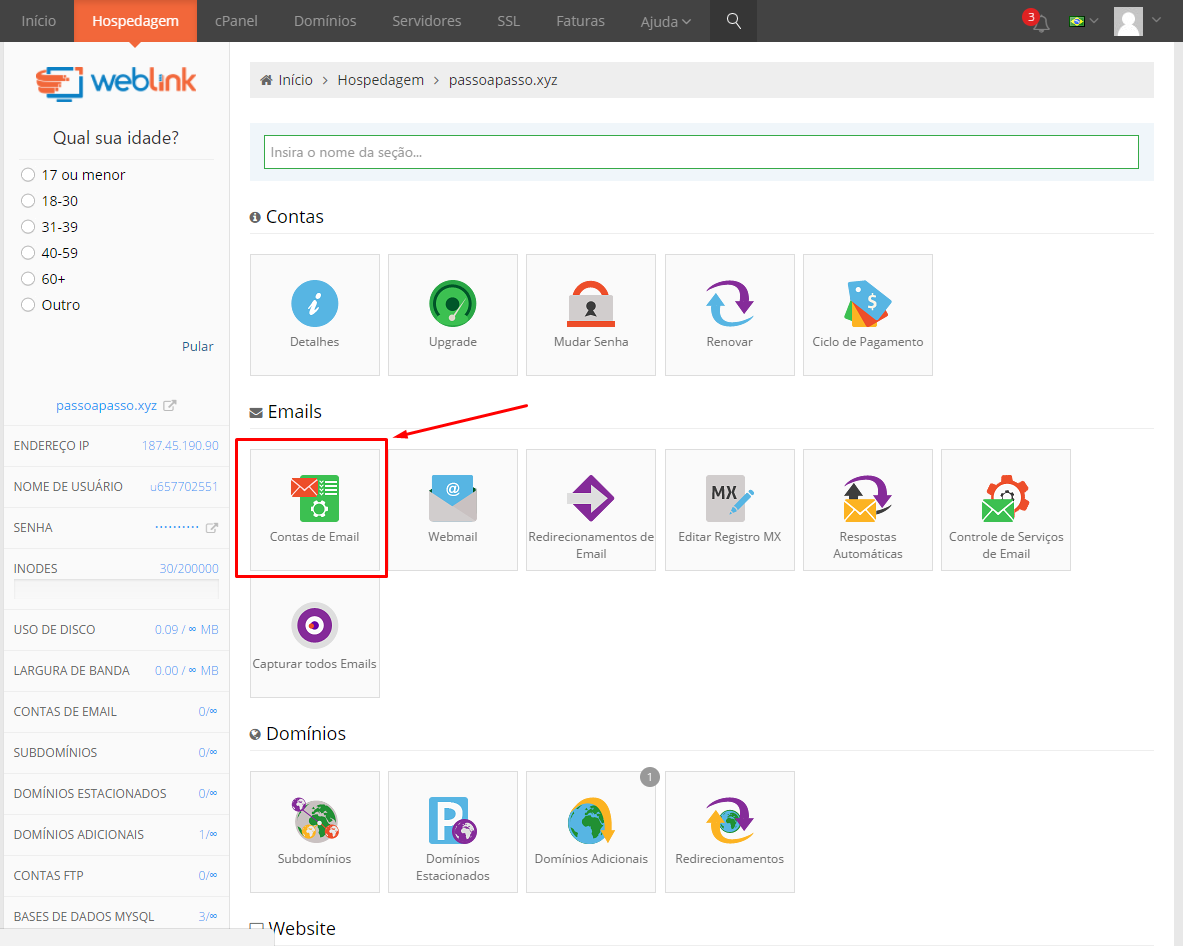 Início Hospedagem cPanel Domínios Servidores SSL Faturas Ajuda 3
weblink
Qual sua idade?
17 ou menor
18-30
31-39
40-59
60+
Outro
Pular
passoapasso.xyz
ENDEREÇO IP 187.45.190.90
NOME DE USUÁRIO u657702551
SENHA ··········
INODES 30/200000
USO DE DISCO 0.09 / ∞ MB
LARGURA DE BANDA 0.00 / ∞ MB
CONTAS DE EMAIL 0/∞
SUBDOMÍNIOS 0/∞
DOMÍNIOS ESTACIONADOS 0/∞
DOMÍNIOS ADICIONAIS 1/∞
CONTAS FTP 0/∞
BASES DE DADOS MYSQL 3/∞
Início > Hospedagem > passoapasso.xyz
Insira o nome da seção...
Contas
i
$
Detalhes Upgrade Mudar Senha Renovar Ciclo de Pagamento
Emails
@ MX
Contas de Email Webmail Redirecionamentos de Email Editar Registro MX Respostas Automáticas Controle de Serviços de Email
Capturar todos Emails
Domínios
1
P
Subdomínios Domínios Estacionados Domínios Adicionais Redirecionamentos
Website